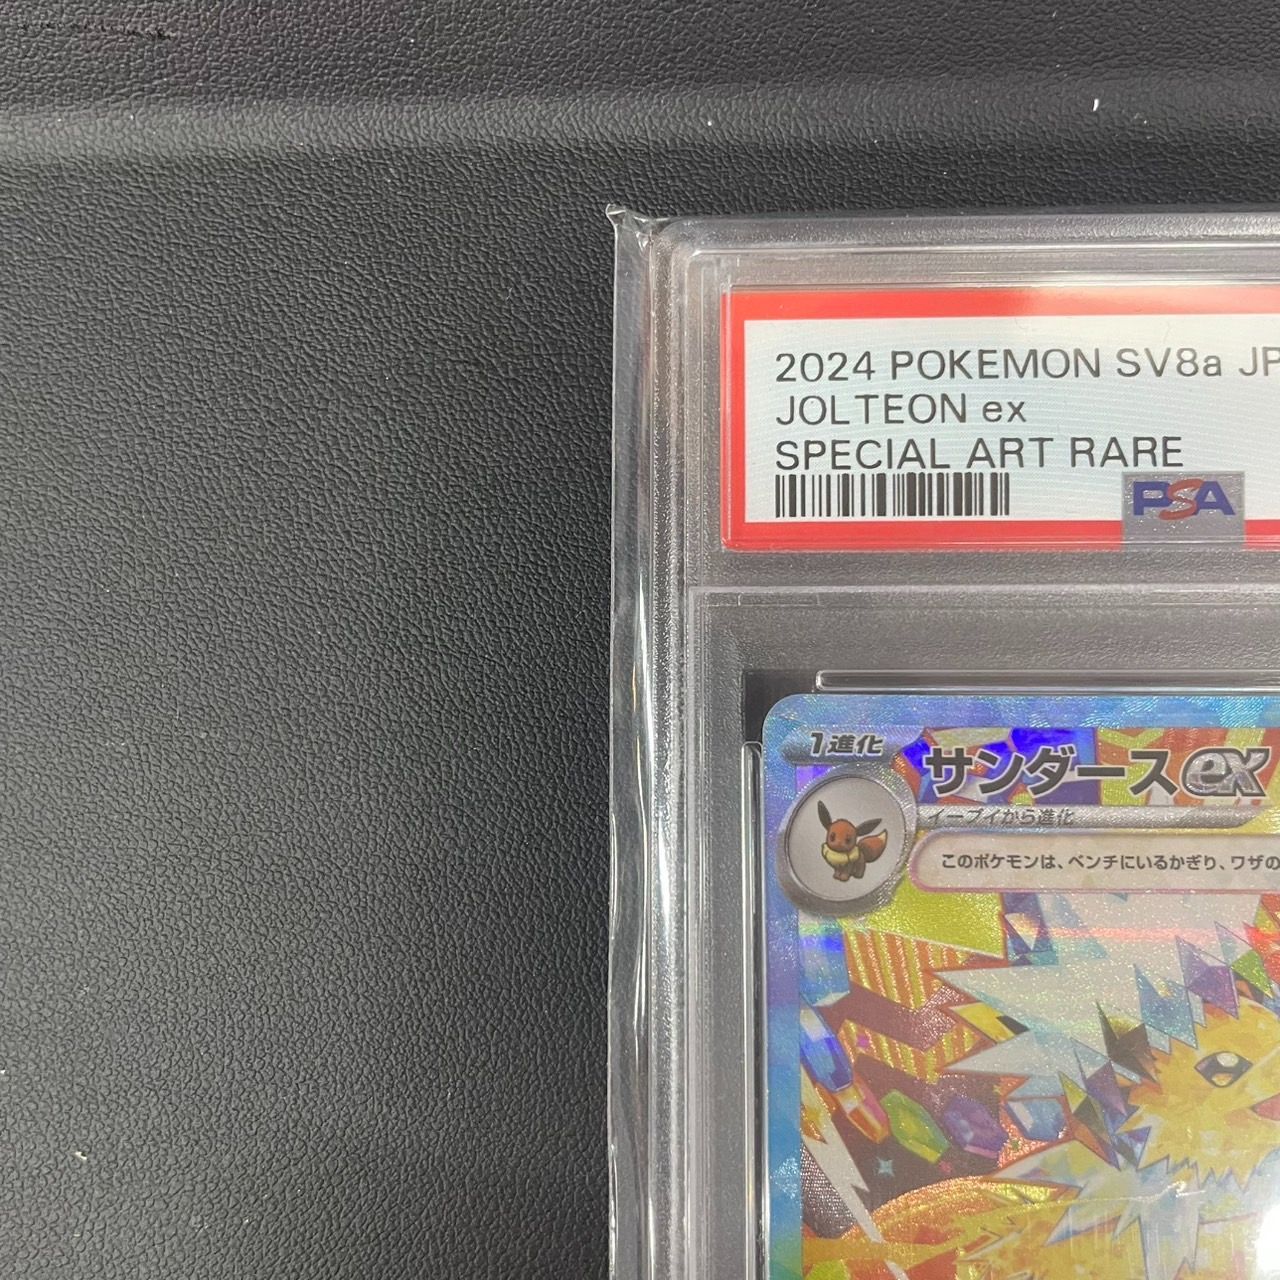 2024 POKEMON SV8a JP
JOLTEON ex
SPECIAL ART RARE
PSA
1進化
サンダースex
イーブイから進化
このポケモンは、ベンチにいるかぎり、ワザの